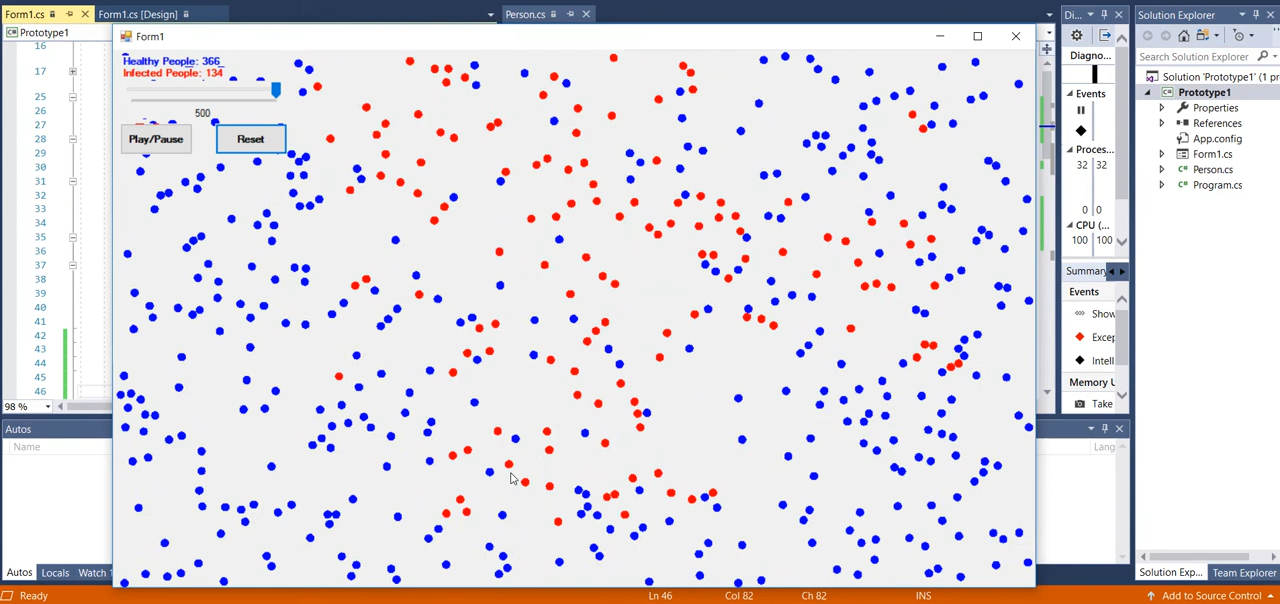 Form1.cs
Form1.cs [Design]
Person.cs
Prototype1
16
17
25
26
27
28
29
30
31
32
33
34
35
36
37
38
39
40
41
42
43
44
45
46
98 %
Form1
Healthy People: 366
Infected People: 134
500
Play/Pause
Reset
Autos
Name
Lang
Autos
Locals
Watch 1
Ready
Ln 46
Col 82
Ch 82
INS
Add to Source Control
Di...
Diagno...
Events
Proces...
32
32
0
0
CPU (...
100
100
Summary
Events
Show
Exce
Intell
Memory U
Take
Solution Explorer
Search Solution Explorer
Solution 'Prototype1'
Prototype1
Properties
References
App.config
Form1.cs
Person.cs
Program.cs
Solution Exp...
Team Explorer